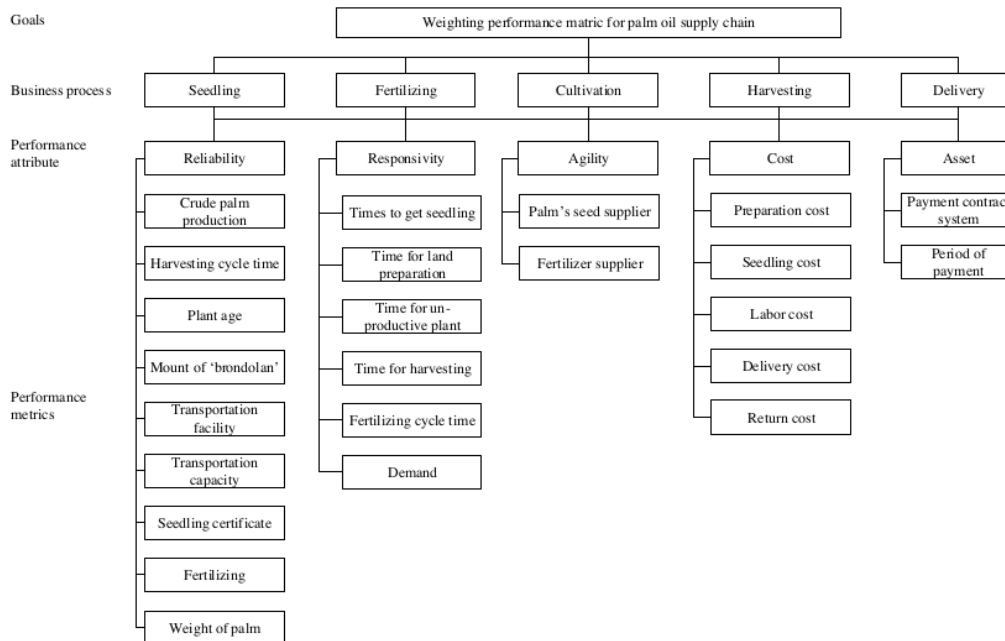 Goals
Weighting performance matric for palm oil supply chain
Business process
Seedling
Fertilizing
Cultivation
Harvesting
Delivery
Performance
attribute
Reliability
Responsivity
Agility
Cost
Asset
Performance
metrics
Crude palm
production
Harvesting cycle time
Plant age
Mount of ‘brondolan’
Transportation
facility
Transportation
capacity
Seedling certificate
Fertilizing
Weight of palm
Times to get seedling
Time for land
preparation
Time for un-
productive plant
Time for harvesting
Fertilizing cycle time
Demand
Palm’s seed supplier
Fertilizer supplier
Preparation cost
Seedling cost
Labor cost
Delivery cost
Return cost
Payment contract
system
Period of
payment